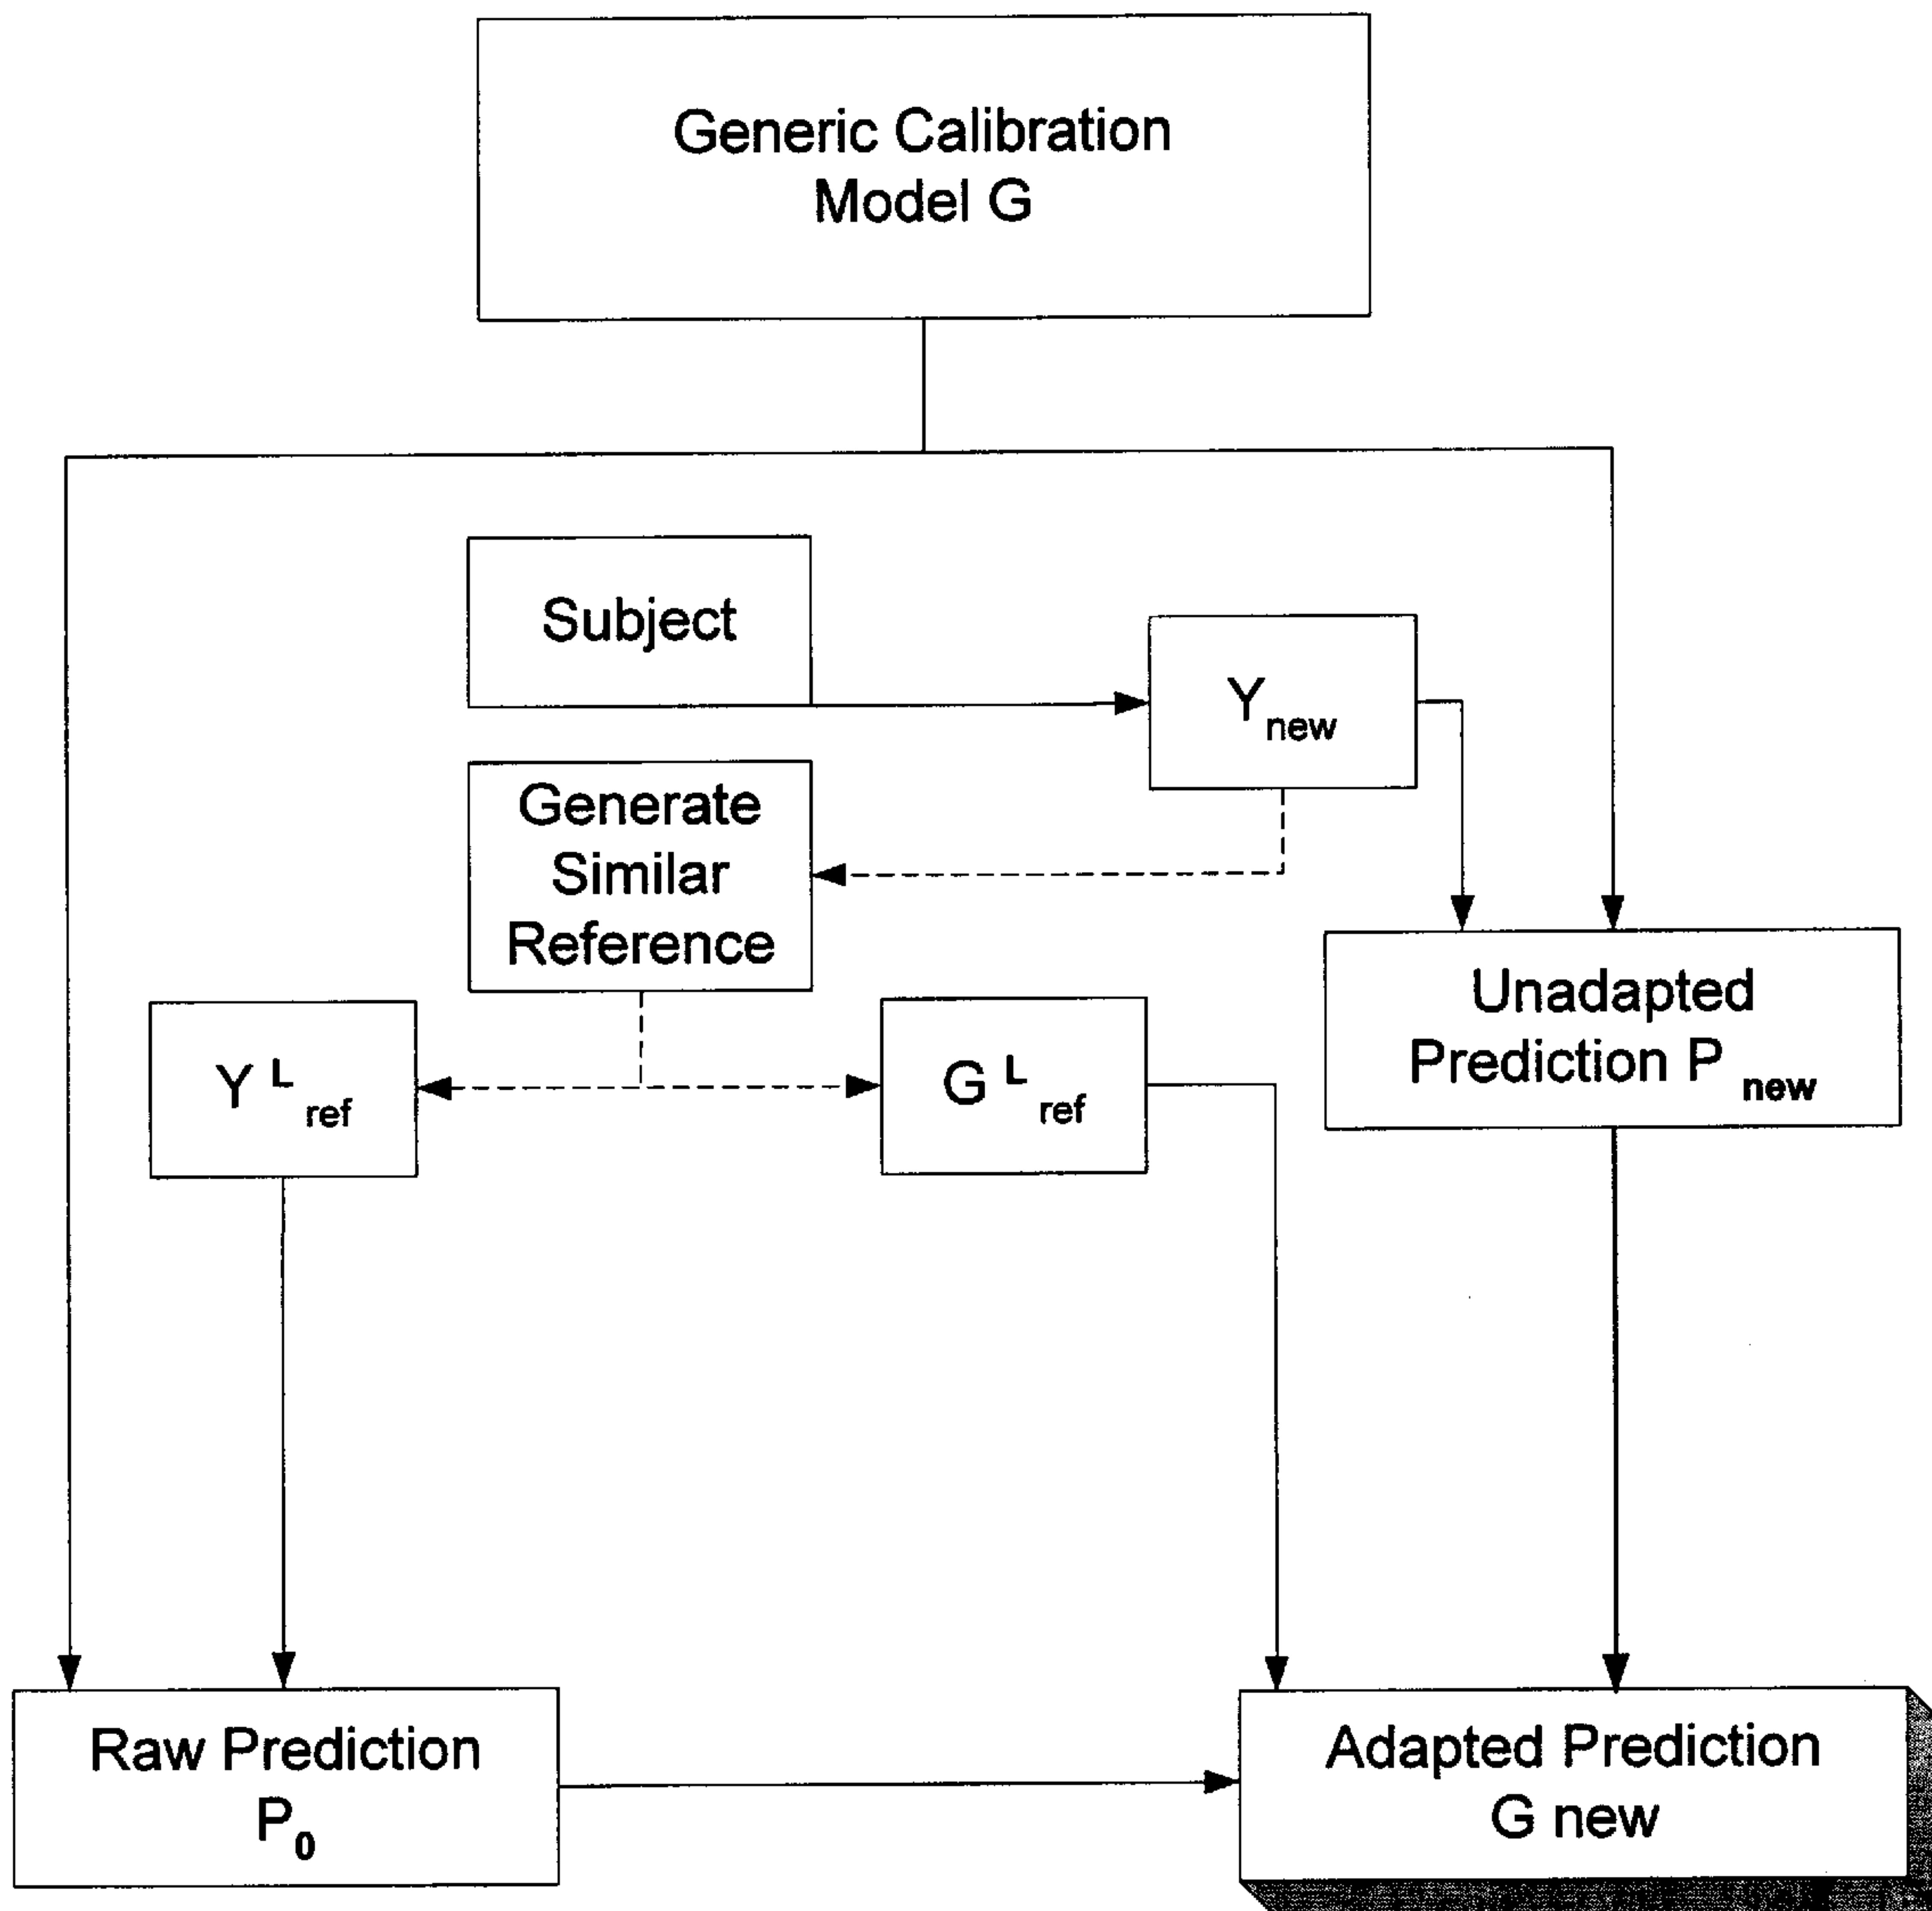 Generic Calibration
Model G
Subject
Y new
Generate
Similar
Reference
Unadapted
Prediction P new
Y L ref
G L ref
Raw Prediction
P0
Adapted Prediction
G new